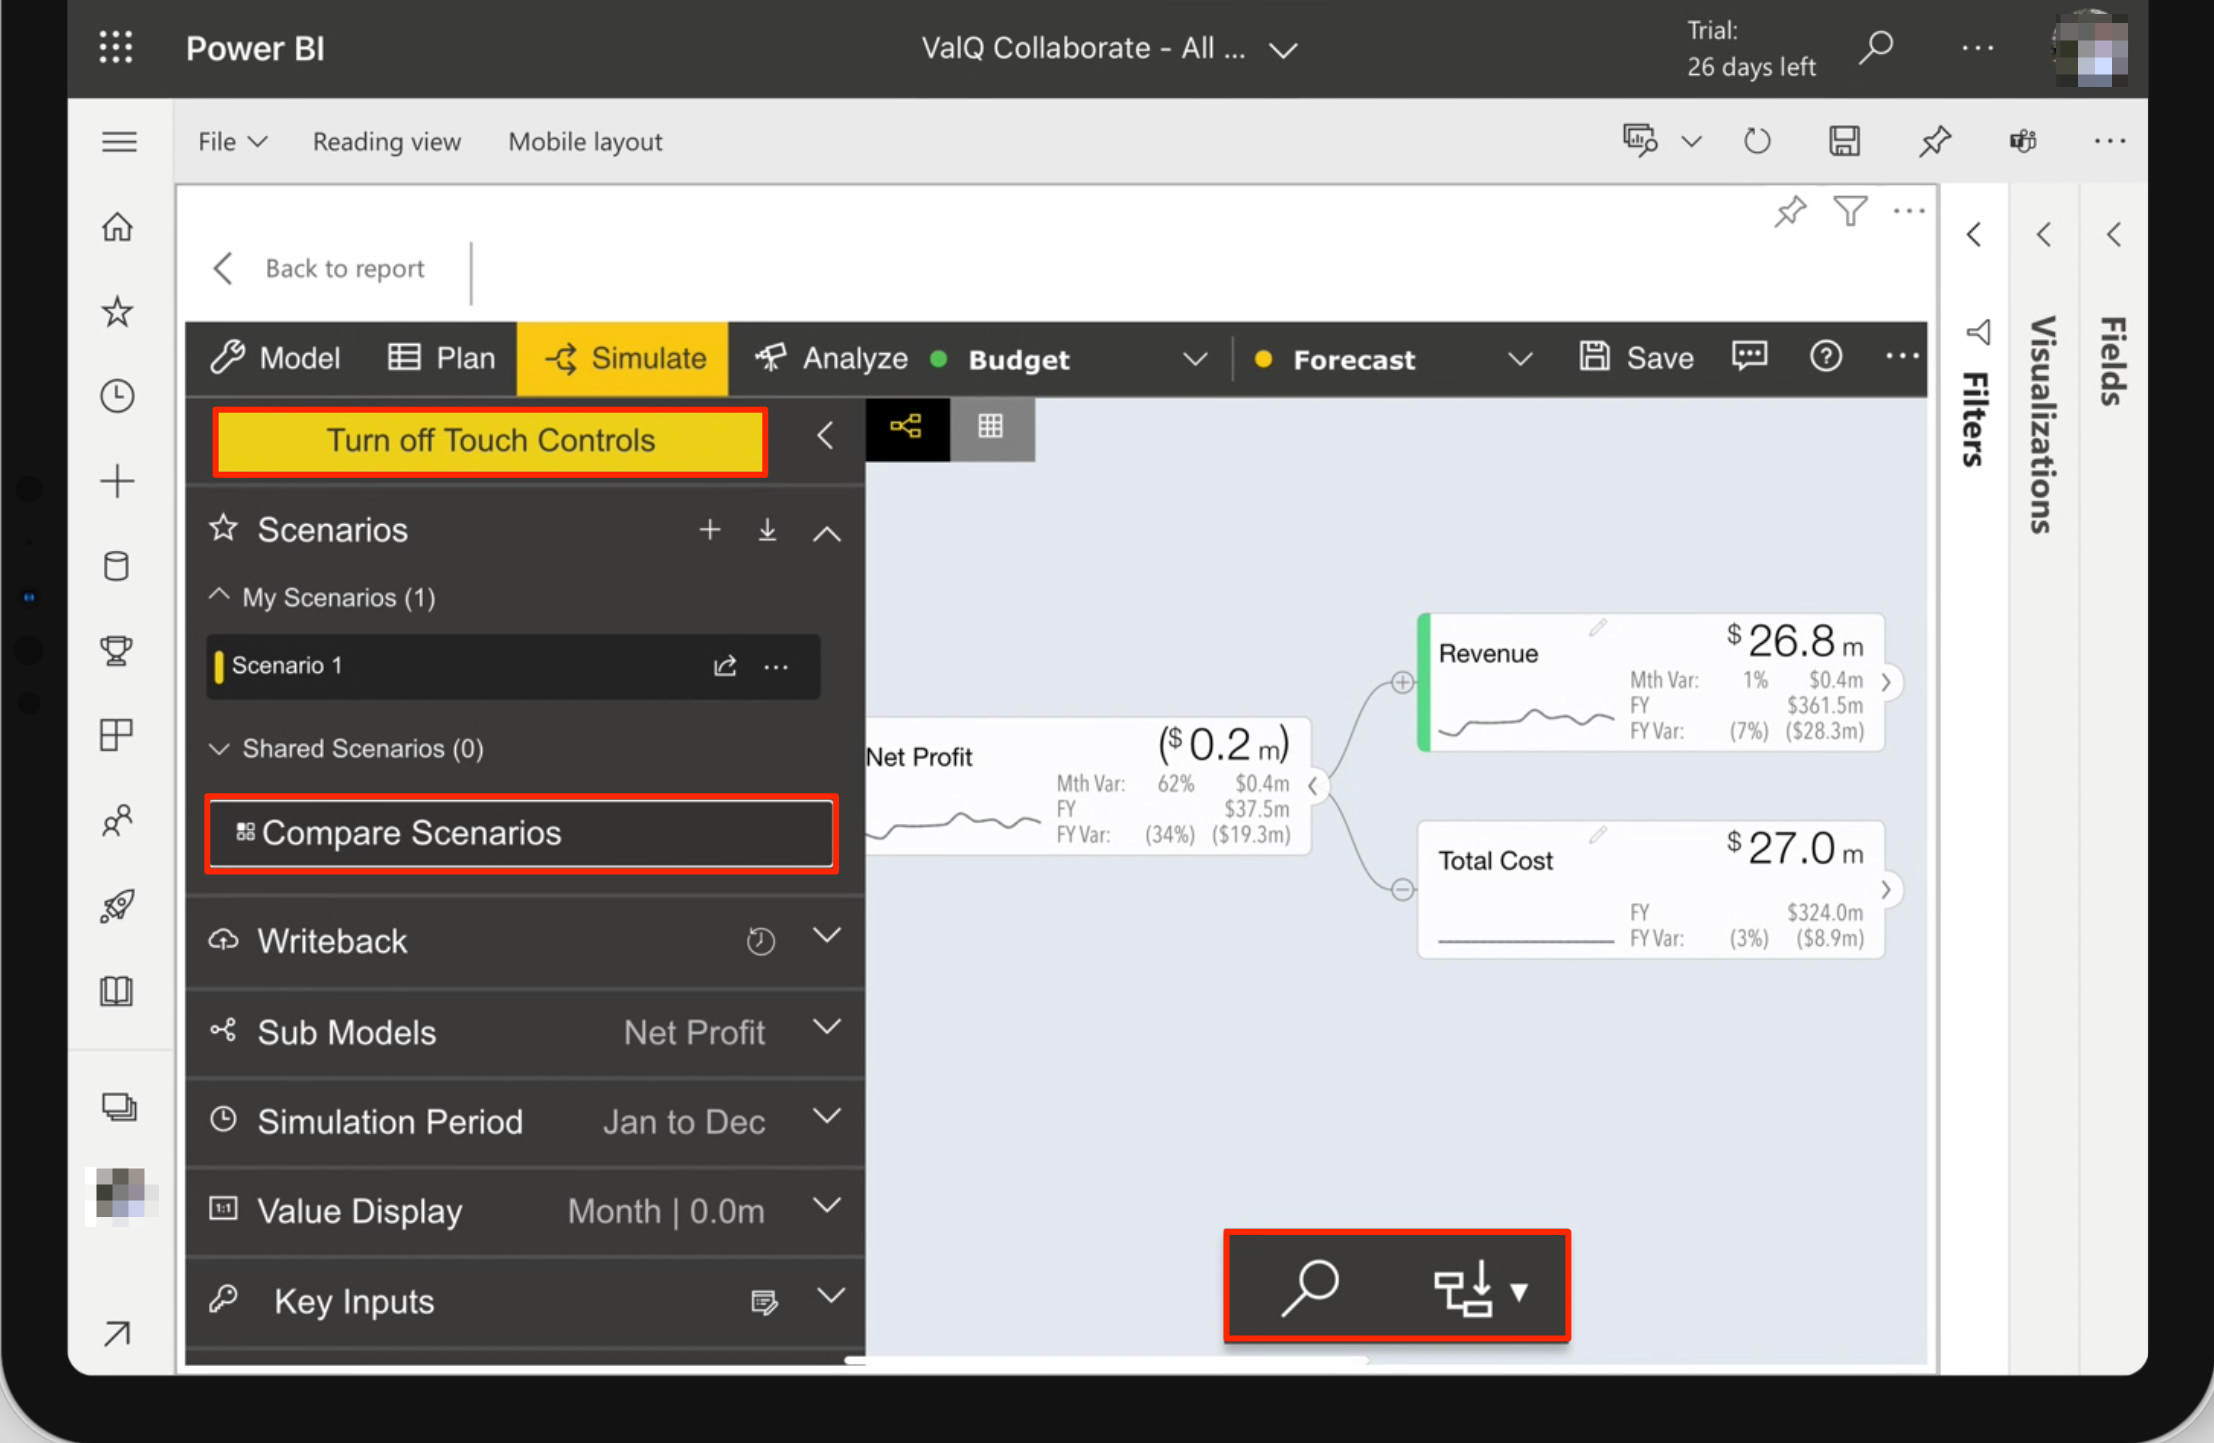 Power BI
ValQ Collaborate - All ...
Trial:
26 days left
File
Reading view
Mobile layout
Back to report
Model
Plan
Simulate
Analyze
Budget
Forecast
Save
Turn off Touch Controls
Scenarios
My Scenarios (1)
Scenario 1
Shared Scenarios (0)
Compare Scenarios
Writeback
Sub Models Net Profit
Simulation Period Jan to Dec
1:1 Value Display Month | 0.0m
Key Inputs
Net Profit
($0.2 m)
Mth Var: 62% $0.4m
FY $37.5m
FY Var: (34%) ($19.3m)
Revenue
$26.8 m
Mth Var: 1% $0.4m
FY $361.5m
FY Var: (7%) ($28.3m)
Total Cost
$27.0 m
FY $324.0m
FY Var: (3%) ($8.9m)
Filters
Visualizations
Fields